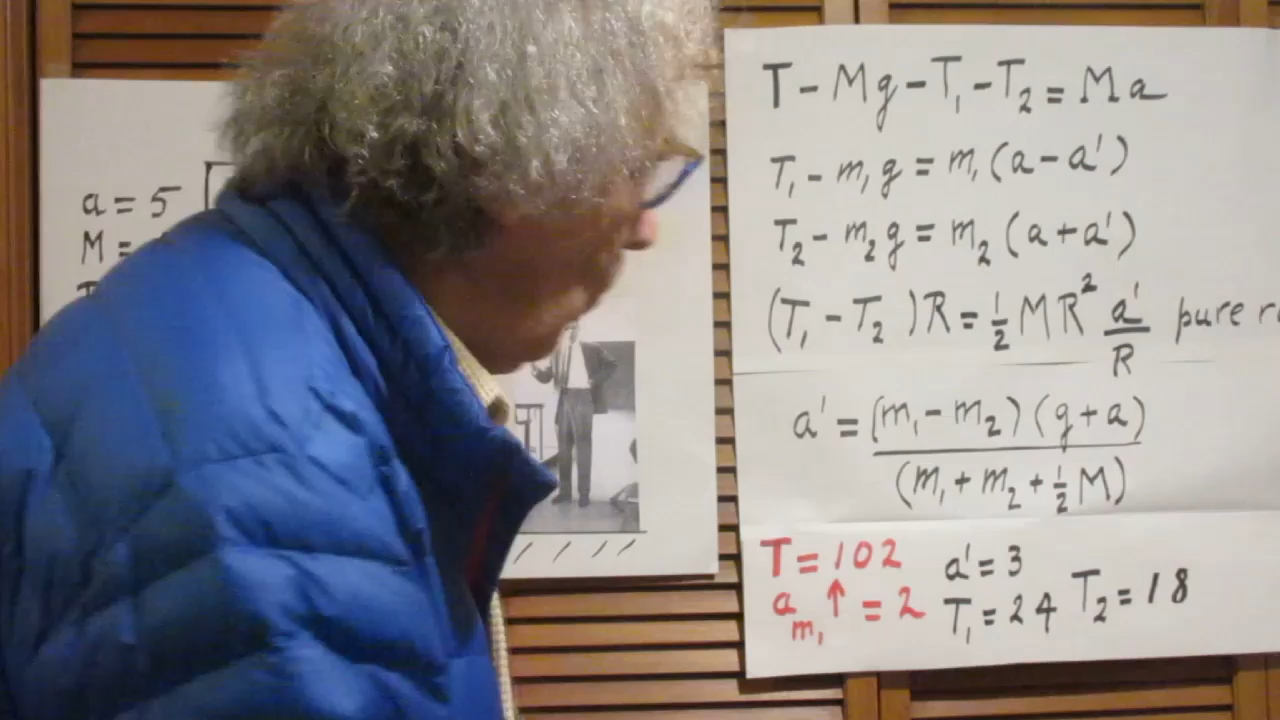 a = 5
M =
T - Mg - T₁ - T₂ = Ma
T₁ - m₁g = m₁(a - a')
T₂ - m₂g = m₂(a + a')
(T₁ - T₂)R = ½MR² a'/R pure
a' = (m₁ - m₂)(g + a) / (m₁ + m₂ + ½M)
T = 102 a' = 3
a_m₁ ↑ = 2 T₁ = 24 T₂ = 18